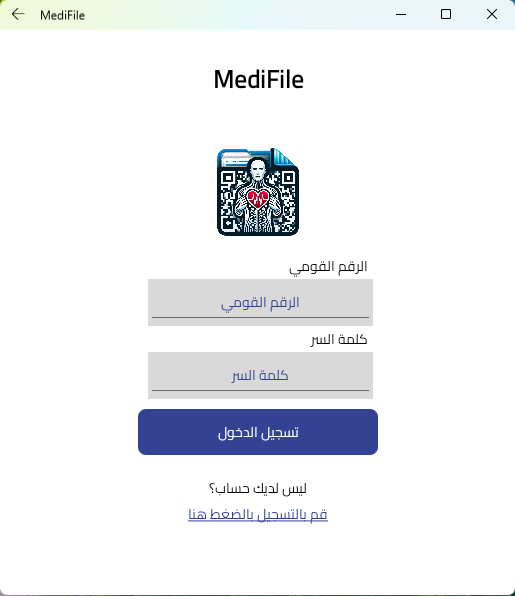 MediFile
MediFile
الرقم القومي
الرقم القومي
كلمة السر
كلمة السر
تسجيل الدخول
ليس لديك حساب؟
قم بالتسجيل بالضغط هنا